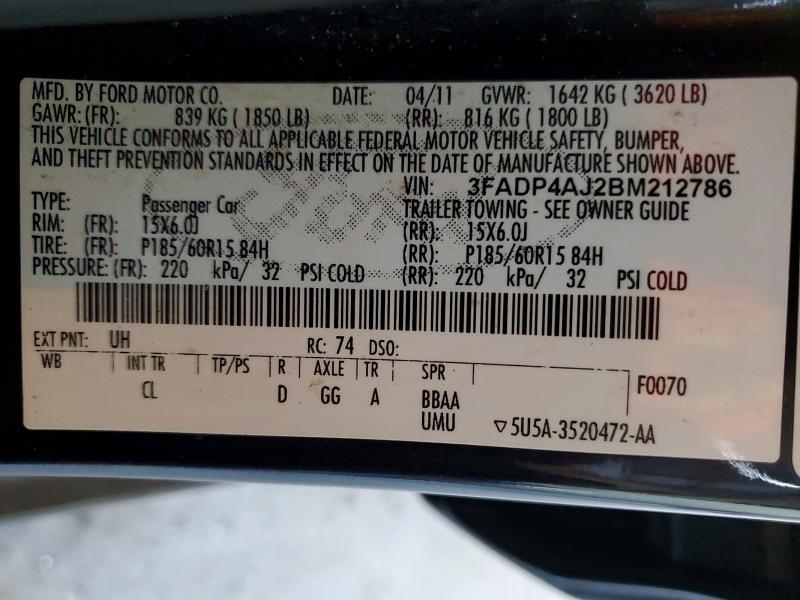 MFD. BY FORD MOTOR CO. DATE: 04/11 GVWR: 1642 KG ( 3620 LB)
GAWR: (FR): 839 KG ( 1850 LB) (RR): 816 KG ( 1800 LB)
THIS VEHICLE CONFORMS TO ALL APPLICABLE FEDERAL MOTOR VEHICLE SAFETY, BUMPER,
AND THEFT PREVENTION STANDARDS IN EFFECT ON THE DATE OF MANUFACTURE SHOWN ABOVE.
VIN: 3FADP4AJ2BM212786
TYPE: Passenger Car TRAILER TOWING - SEE OWNER GUIDE
RIM: (FR): 15X6.0J (RR): 15X6.0J
TIRE: (FR): P185/60R15 84H (RR): P185/60R15 84H
PRESSURE: (FR): 220 kPa/ 32 PSI COLD (RR): 220 kPa/ 32 PSI COLD
EXT PNT: UH RC: 74 DSO:
WB INT TR TP/PS R AXLE TR SPR F0070
CL D GG A BBAA
UMU ▽5U5A-3520472-AA
Ford